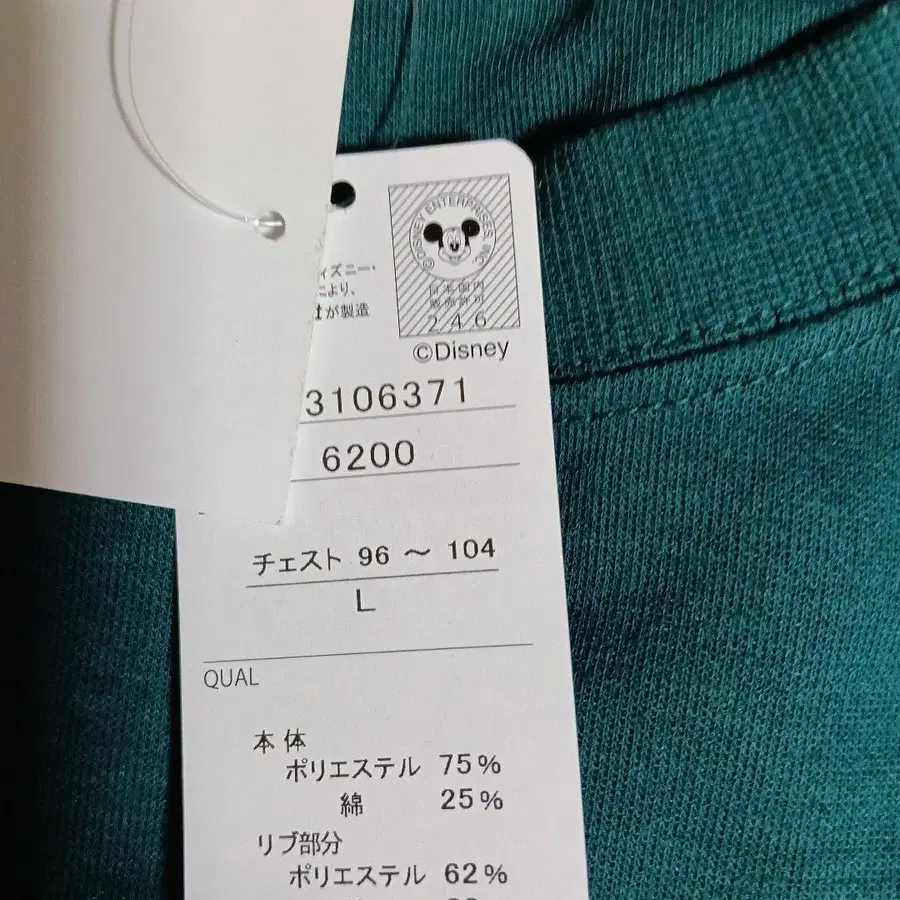 ©DISNEY ENTERPRISES, INC.
日本国内
販売許可
246
ィズニー・
により、
が製造
©Disney
3106371
6200
チェスト 96 ～ 104
L
QUAL
本体
ポリエステル 75%
綿 25%
リブ部分
ポリエステル 62%